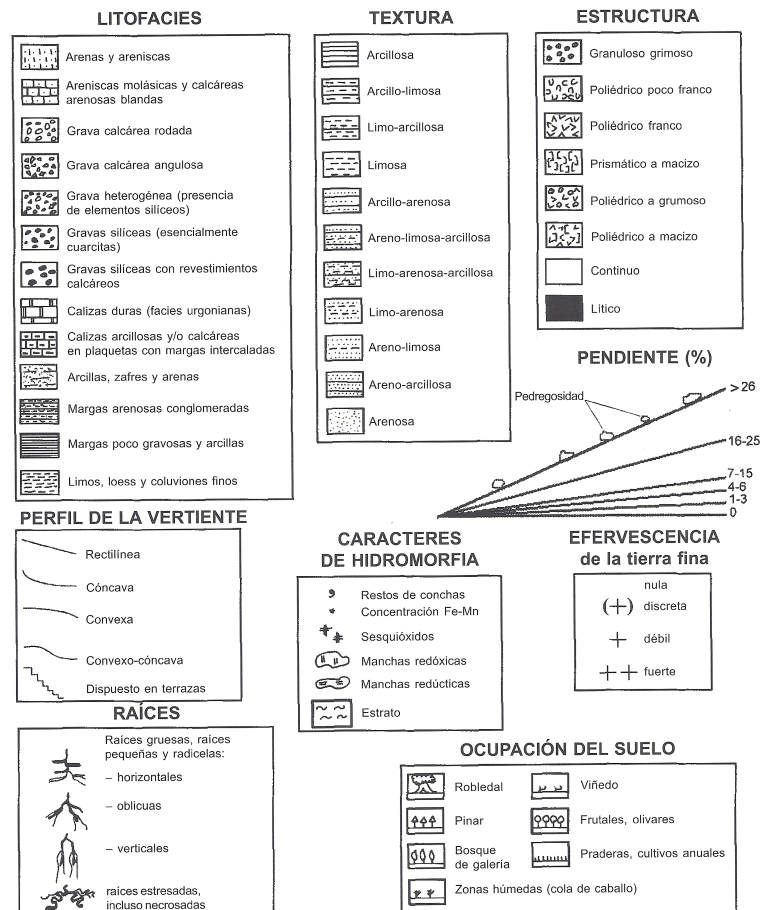 LITOFACIES
Arenas y areniscas
Areniscas molásicas y calcáreas
arenosas blandas
Grava calcárea rodada
Grava calcárea angulosa
Grava heterogénea (presencia
de elementos silíceos)
Gravas silíceas (esencialmente
cuarcitas)
Gravas silíceas con revestimientos
calcáreos
Calizas duras (facies urgonianas)
Calizas arcillosas y/o calcáreas
en plaquetas con margas intercaladas
Arcillas, zafres y arenas
Margas arenosas conglomeradas
Margas poco gravosas y arcillas
Limos, loess y coluviones finos
TEXTURA
Arcillosa
Arcillo-limosa
Limo-arcillosa
Limosa
Arcillo-arenosa
Areno-limosa-arcillosa
Limo-arenosa-arcillosa
Limo-arenosa
Areno-limosa
Areno-arcillosa
Arenosa
ESTRUCTURA
Granuloso grimoso
Poliédrico poco franco
Poliédrico franco
Prismático a macizo
Poliédrico a grumoso
Poliédrico a macizo
Continuo
Lítico
PENDIENTE (%)
Pedregosidad
> 26
16-25
7-15
4-6
1-3
0
PERFIL DE LA VERTIENTE
Rectilínea
Cóncava
Convexa
Convexo-cóncava
Dispuesto en terrazas
CARACTERES
DE HIDROMORFIA
Restos de conchas
Concentración Fe-Mn
Sesquióxidos
Manchas redóxicas
Manchas redúcticas
Estrato
EFERVESCENCIA
de la tierra fina
nula
(+) discreta
+ débil
+ + fuerte
RAÍCES
Raíces gruesas, raíces
pequeñas y radicelas:
– horizontales
– oblicuas
– verticales
raíces estresadas,
incluso necrosadas
OCUPACIÓN DEL SUELO
Robledal
Pinar
Bosque
de galería
Zonas húmedas (cola de caballo)
Viñedo
Frutales, olivares
Praderas, cultivos anuales